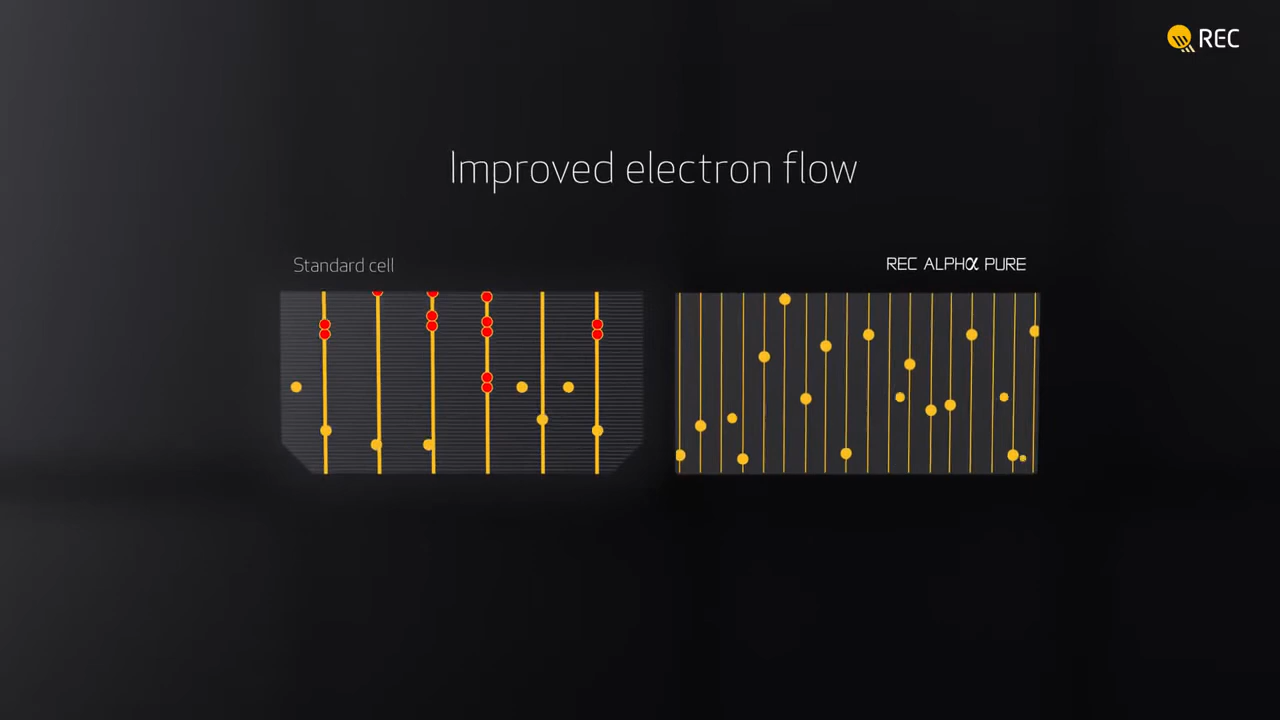 REC
Improved electron flow
Standard cell
REC ALPHα PURE